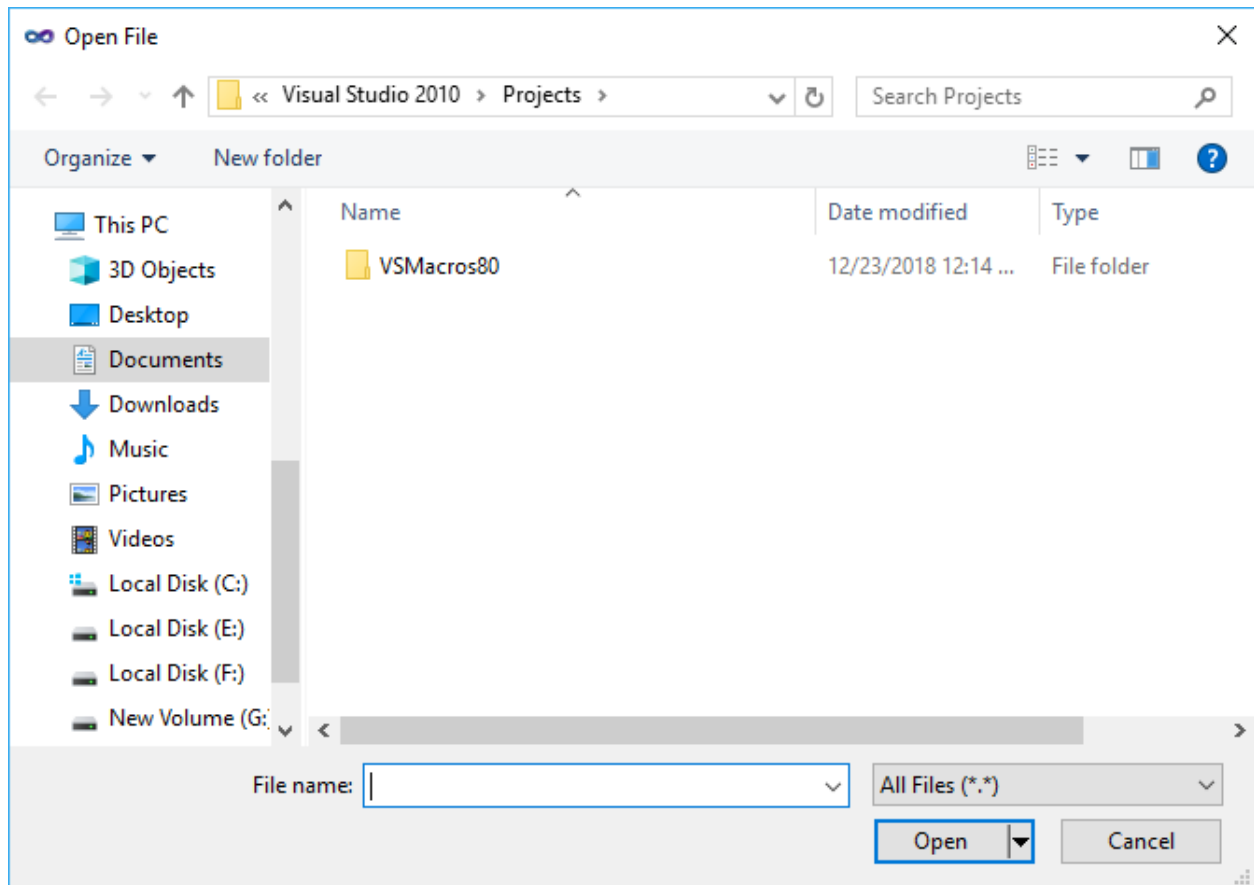 Open File
« Visual Studio 2010 > Projects >
Search Projects
Organize
New folder
Name
Date modified
Type
VSMacros80
12/23/2018 12:14 ...
File folder
This PC
3D Objects
Desktop
Documents
Downloads
Music
Pictures
Videos
Local Disk (C:)
Local Disk (E:)
Local Disk (F:)
New Volume (G:
File name:
All Files (*.*)
Open
Cancel